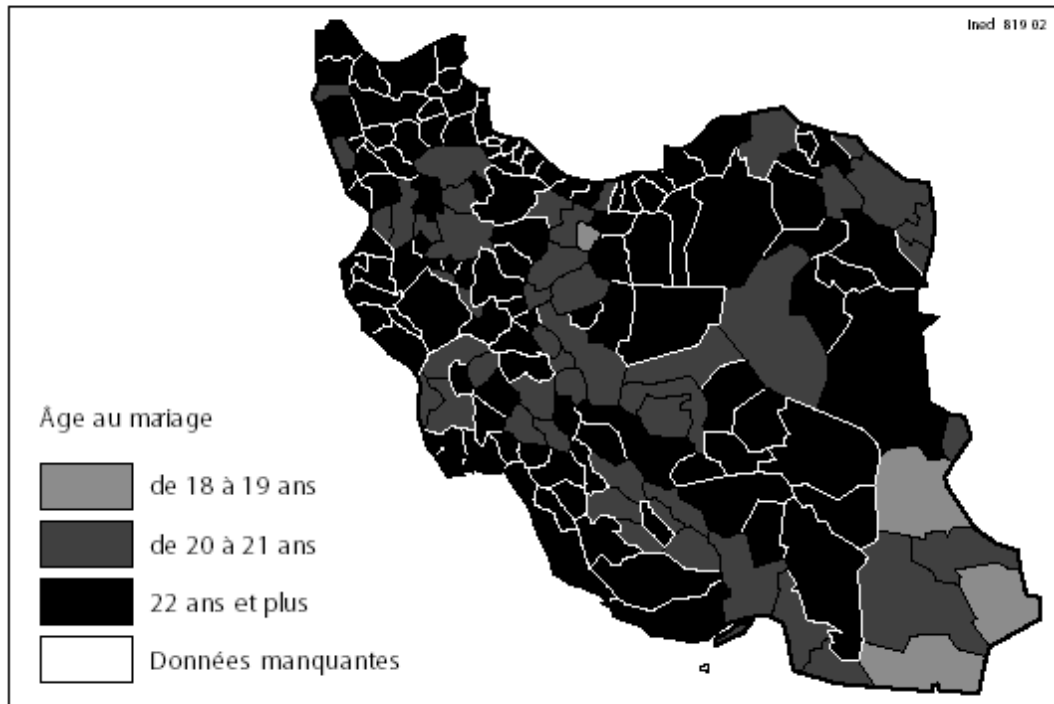 Ined 819 02
Âge au mariage
de 18 à 19 ans
de 20 à 21 ans
22 ans et plus
Données manquantes